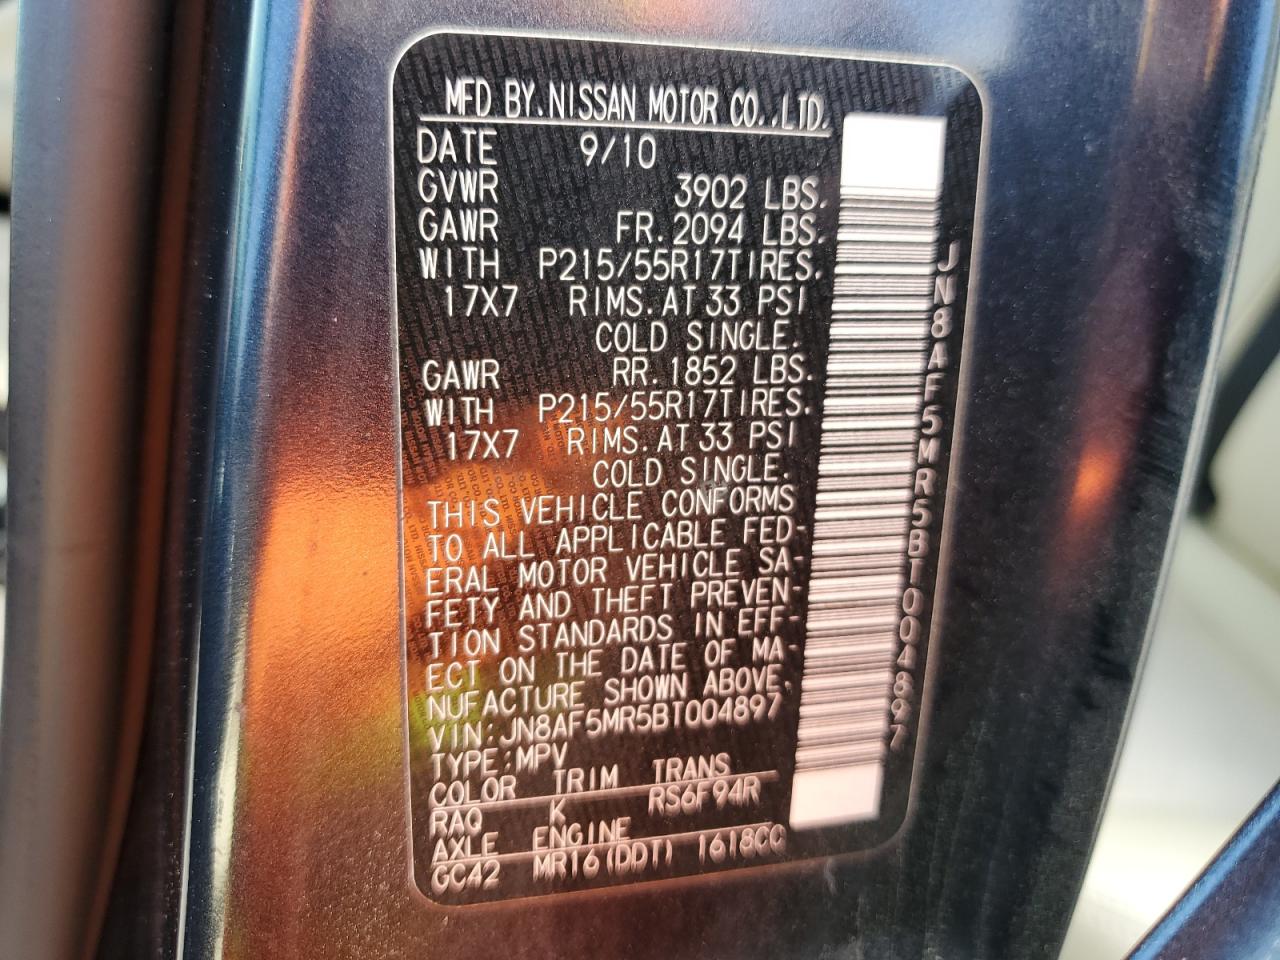 MFD BY.NISSAN MOTOR CO.,LTD.
DATE 9/10
GVWR 3902 LBS.
GAWR FR.2094 LBS.
WITH P215/55R17TIRES.
17X7 RIMS.AT 33 PSI
COLD SINGLE.
GAWR RR.1852 LBS.
WITH P215/55R17TIRES.
17X7 RIMS.AT 33 PSI
COLD SINGLE.
THIS VEHICLE CONFORMS
TO ALL APPLICABLE FED-
ERAL MOTOR VEHICLE SA-
FETY AND THEFT PREVEN-
TION STANDARDS IN EFF-
ECT ON THE DATE OF MA-
NUFACTURE SHOWN ABOVE.
VIN:JN8AF5MR5BT004897
TYPE:MPV
COLOR TRIM TRANS
RAQ K RS6F94R
AXLE ENGINE
GC42 MR16(DDT) 1618CC
JN8AF5MR5BT004897